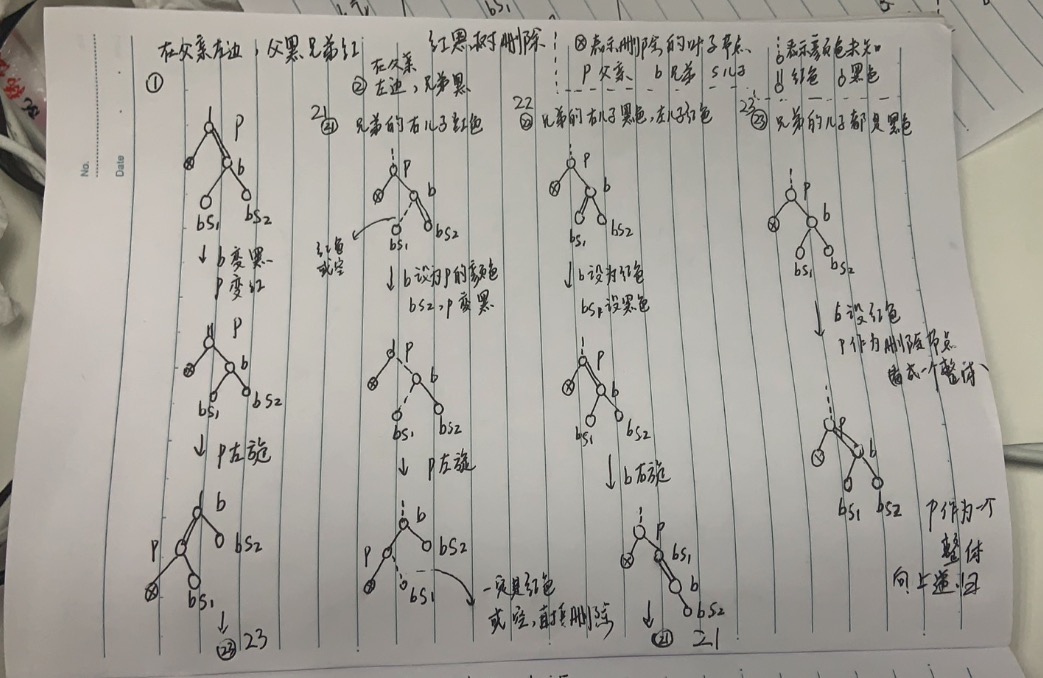 红黑树删除
ⓧ表示删除的叶子节点
P 父亲 b 兄弟 S儿子
表示颜色未知
红色 黑色
在父亲左边,父黑兄弟红
①
P
b
bS1
bS2
↓ b变黑
P变红
P
b
bS1
bS2
↓ P左旋
b
P
bS2
bS1
↓
23 23
② 在父亲
左边,兄弟黑
21
21 兄弟的右儿子红色
P
b
bS1
bS2
红色
或空
↓ b设为P的颜色
bS2,P变黑
P
b
bS1
bS2
↓ P左旋
b
P
bS2
bS1
一定是红色
或空,直接删除
22
22 兄弟的右儿子黑色,左儿子红色
P
b
bS1
bS2
↓ b设为红色
bS1设黑色
P
b
bS1
bS2
↓ b右旋
P
bS1
b
bS2
↓ 21 21
23
23 兄弟的儿子都是黑色
P
b
bS1
bS2
↓ b设红色
P作为删除节点
看成一个整体
P
b
bS1
bS2
P作为一个
整体
向上递归
No.
Date